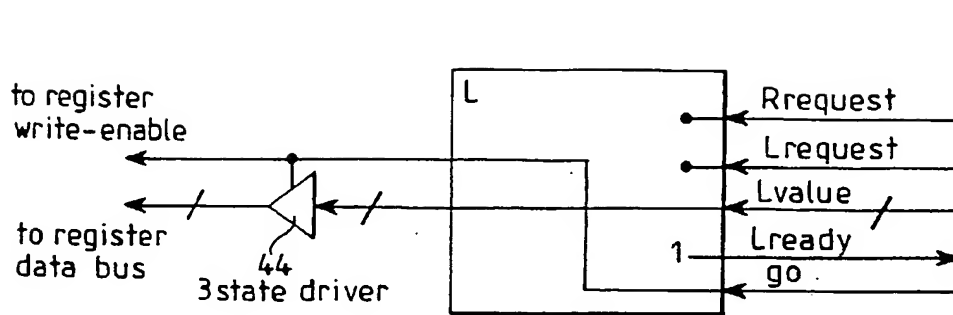 to register
write-enable
to register
data bus
44
3state driver
L
Rrequest
Lrequest
Lvalue
1
Lready
go